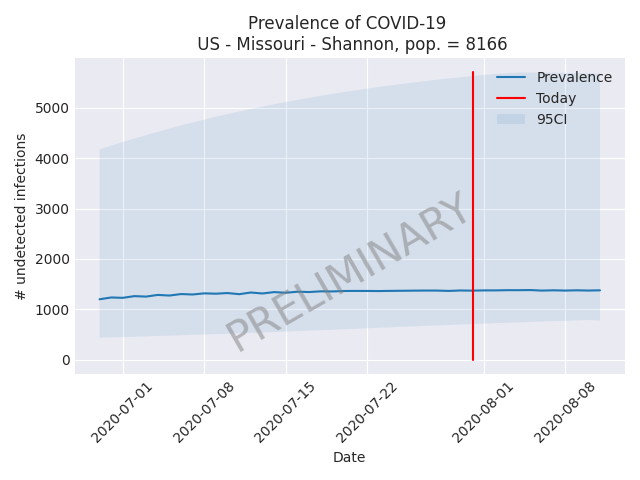 Prevalence of COVID-19
US - Missouri - Shannon, pop. = 8166
Prevalence
Today
95CI
5000
4000
3000
2000
1000
0
# undetected infections
PRELIMINARY
2020-07-01
2020-07-08
2020-07-15
2020-07-22
2020-08-01
2020-08-08
Date